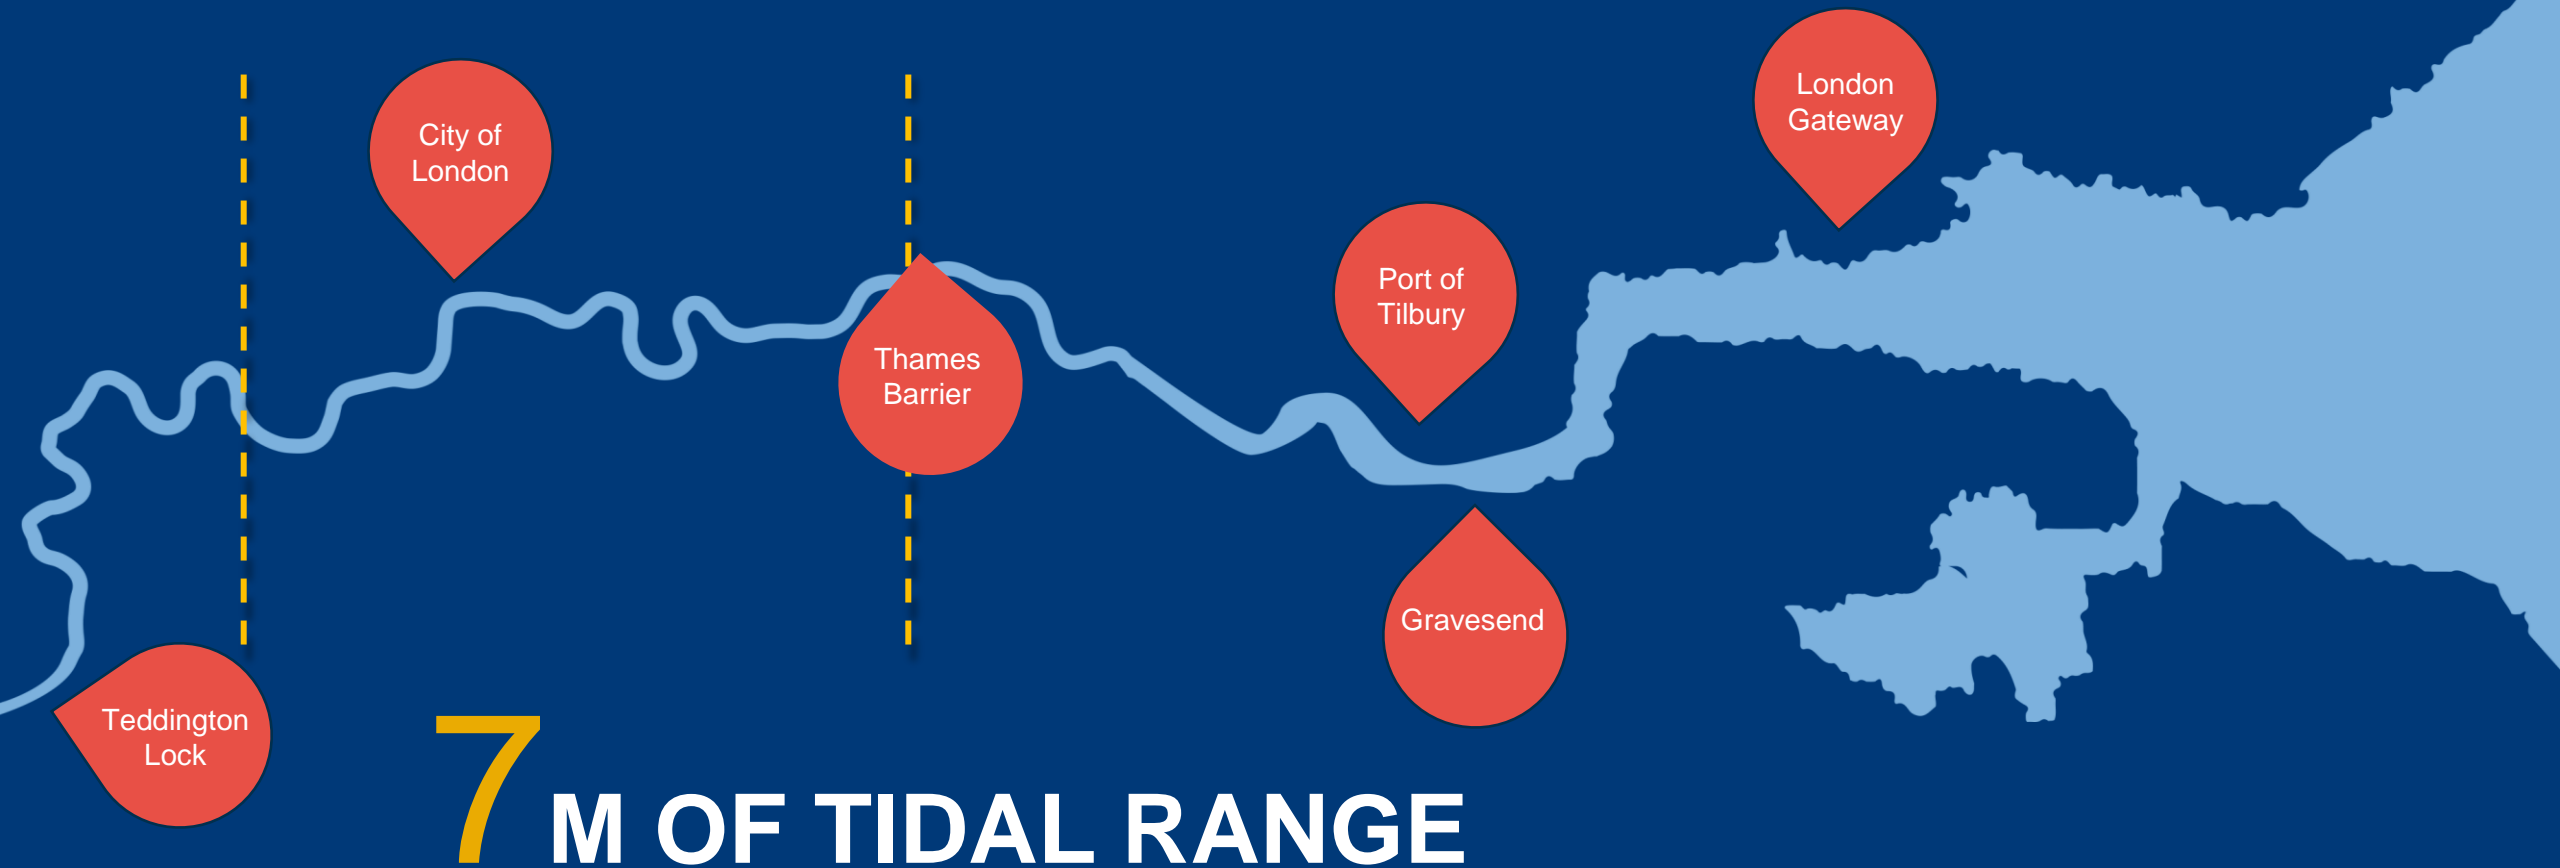 City of
London
London
Gateway
Port of
Tilbury
Thames
Barrier
Gravesend
Teddington
Lock
7 M OF TIDAL RANGE